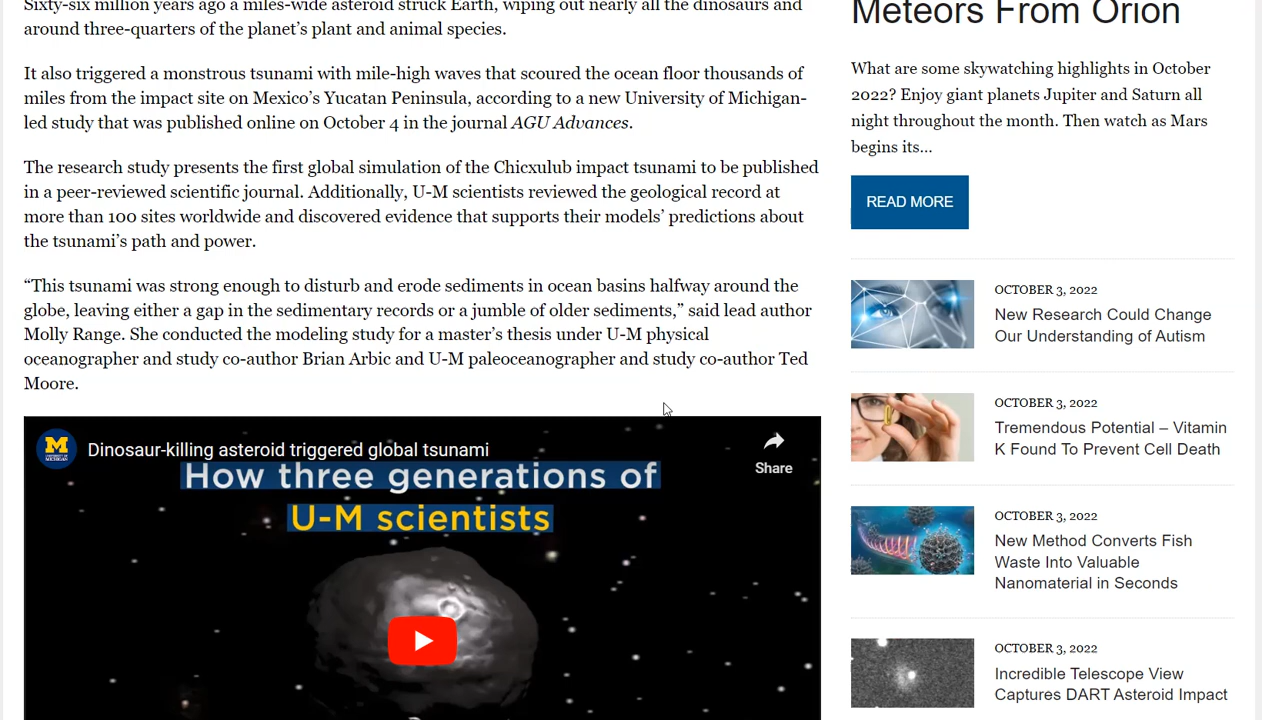 Sixty-six million years ago a miles-wide asteroid struck Earth, wiping out nearly all the dinosaurs and
around three-quarters of the planet’s plant and animal species.
It also triggered a monstrous tsunami with mile-high waves that scoured the ocean floor thousands of
miles from the impact site on Mexico’s Yucatan Peninsula, according to a new University of Michigan-
led study that was published online on October 4 in the journal AGU Advances.
The research study presents the first global simulation of the Chicxulub impact tsunami to be published
in a peer-reviewed scientific journal. Additionally, U-M scientists reviewed the geological record at
more than 100 sites worldwide and discovered evidence that supports their models’ predictions about
the tsunami’s path and power.
“This tsunami was strong enough to disturb and erode sediments in ocean basins halfway around the
globe, leaving either a gap in the sedimentary records or a jumble of older sediments,” said lead author
Molly Range. She conducted the modeling study for a master’s thesis under U-M physical
oceanographer and study co-author Brian Arbic and U-M paleoceanographer and study co-author Ted
Moore.
M
Dinosaur-killing asteroid triggered global tsunami
Share
How three generations of
U-M scientists
Meteors From Orion
What are some skywatching highlights in October
2022? Enjoy giant planets Jupiter and Saturn all
night throughout the month. Then watch as Mars
begins its...
READ MORE
OCTOBER 3, 2022
New Research Could Change
Our Understanding of Autism
OCTOBER 3, 2022
Tremendous Potential – Vitamin
K Found To Prevent Cell Death
OCTOBER 3, 2022
New Method Converts Fish
Waste Into Valuable
Nanomaterial in Seconds
OCTOBER 3, 2022
Incredible Telescope View
Captures DART Asteroid Impact